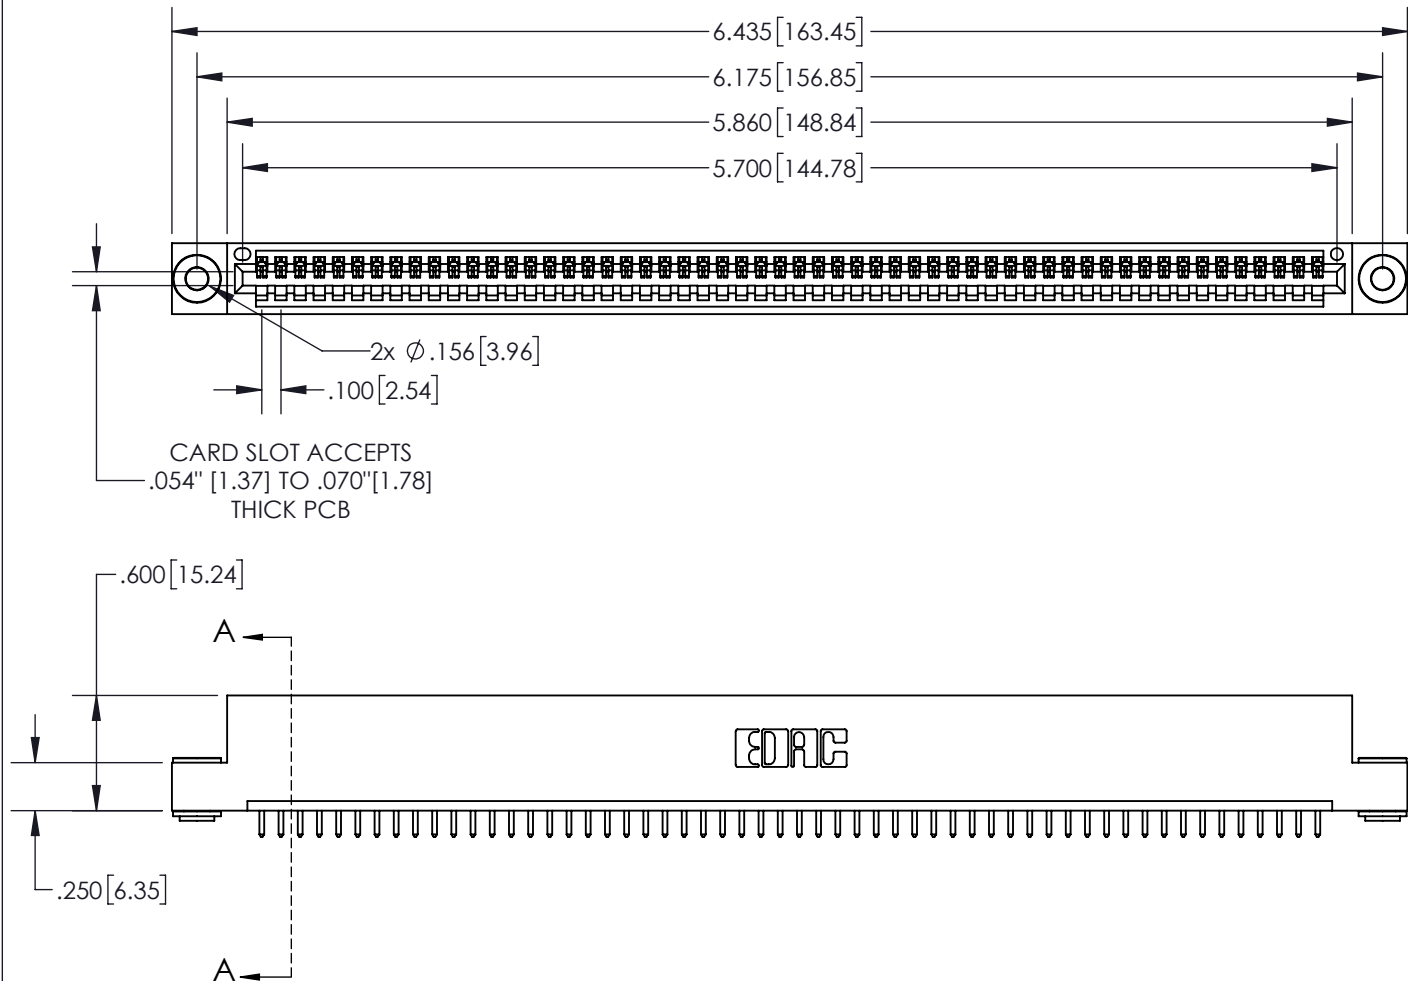 6.435[163.45]
6.175[156.85]
5.860[148.84]
5.700[144.78]
2x Ø.156[3.96]
.100[2.54]
CARD SLOT ACCEPTS
.054" [1.37] TO .070"[1.78]
THICK PCB
.600[15.24]
A
EDAC
.250[6.35]
A